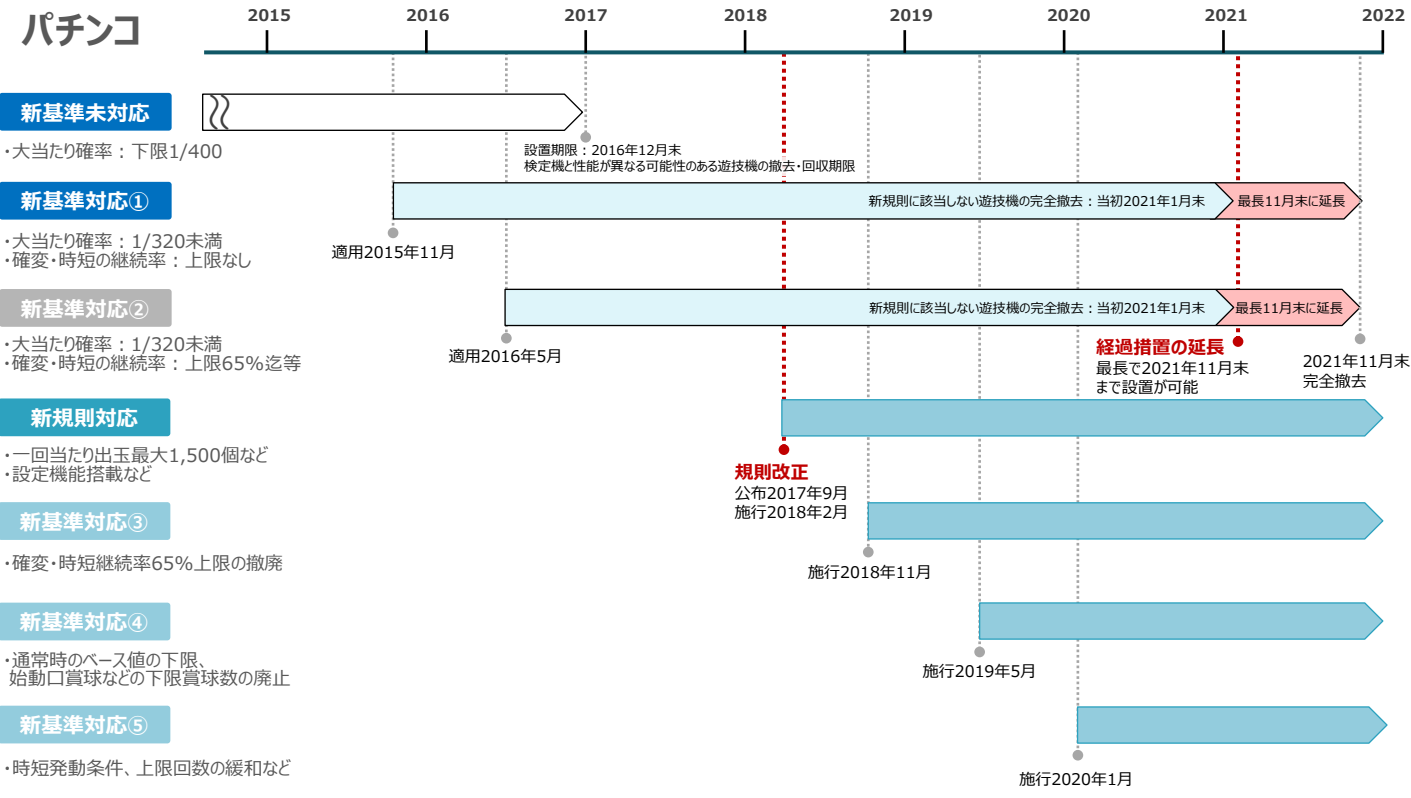 パチンコ
2015
2016
2017
2018
2019
2020
2021
2022
新基準未対応
・大当たり確率：下限1/400
設置期限：2016年12月末
検定機と性能が異なる可能性のある遊技機の撤去・回収期限
新基準対応①
・大当たり確率：1/320未満
・確変・時短の継続率：上限なし
新規則に該当しない遊技機の完全撤去：当初2021年1月末
最長11月末に延長
適用2015年11月
新基準対応②
・大当たり確率：1/320未満
・確変・時短の継続率：上限65%迄等
新規則に該当しない遊技機の完全撤去：当初2021年1月末
最長11月末に延長
適用2016年5月
経過措置の延長
最長で2021年11月末
まで設置が可能
2021年11月末
完全撤去
新規則対応
・一回当たり出玉最大1,500個など
・設定機能搭載など
規則改正
公布2017年9月
施行2018年2月
新基準対応③
・確変・時短継続率65%上限の撤廃
施行2018年11月
新基準対応④
・通常時のベース値の下限、
始動口賞球などの下限賞球数の廃止
施行2019年5月
新基準対応⑤
・時短発動条件、上限回数の緩和など
施行2020年1月